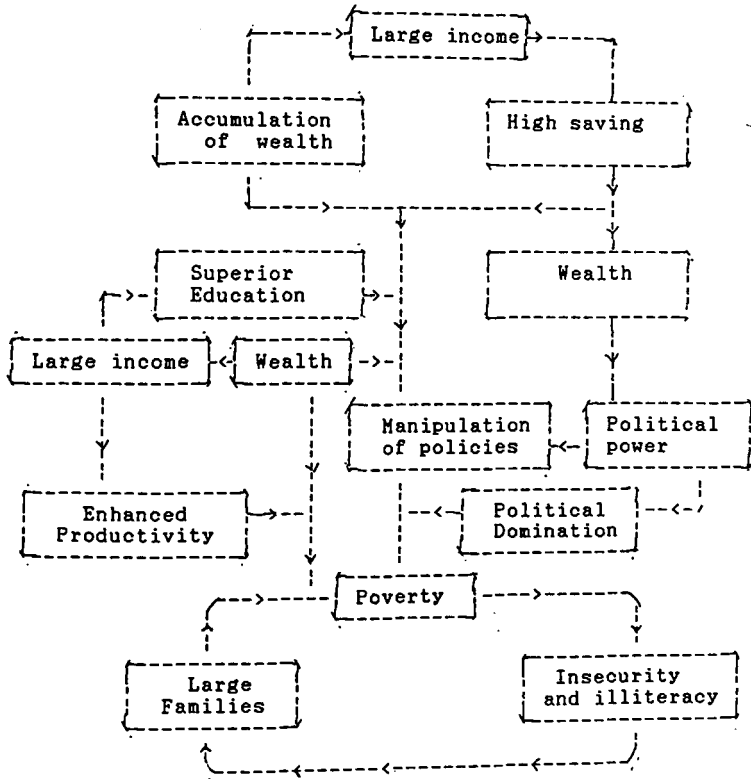 Large income
Accumulation
of wealth
High saving
Superior
Education
Wealth
Large income
Wealth
Manipulation
of policies
Political
power
Enhanced
Productivity
Political
Domination
Poverty
Large
Families
Insecurity
and illiteracy